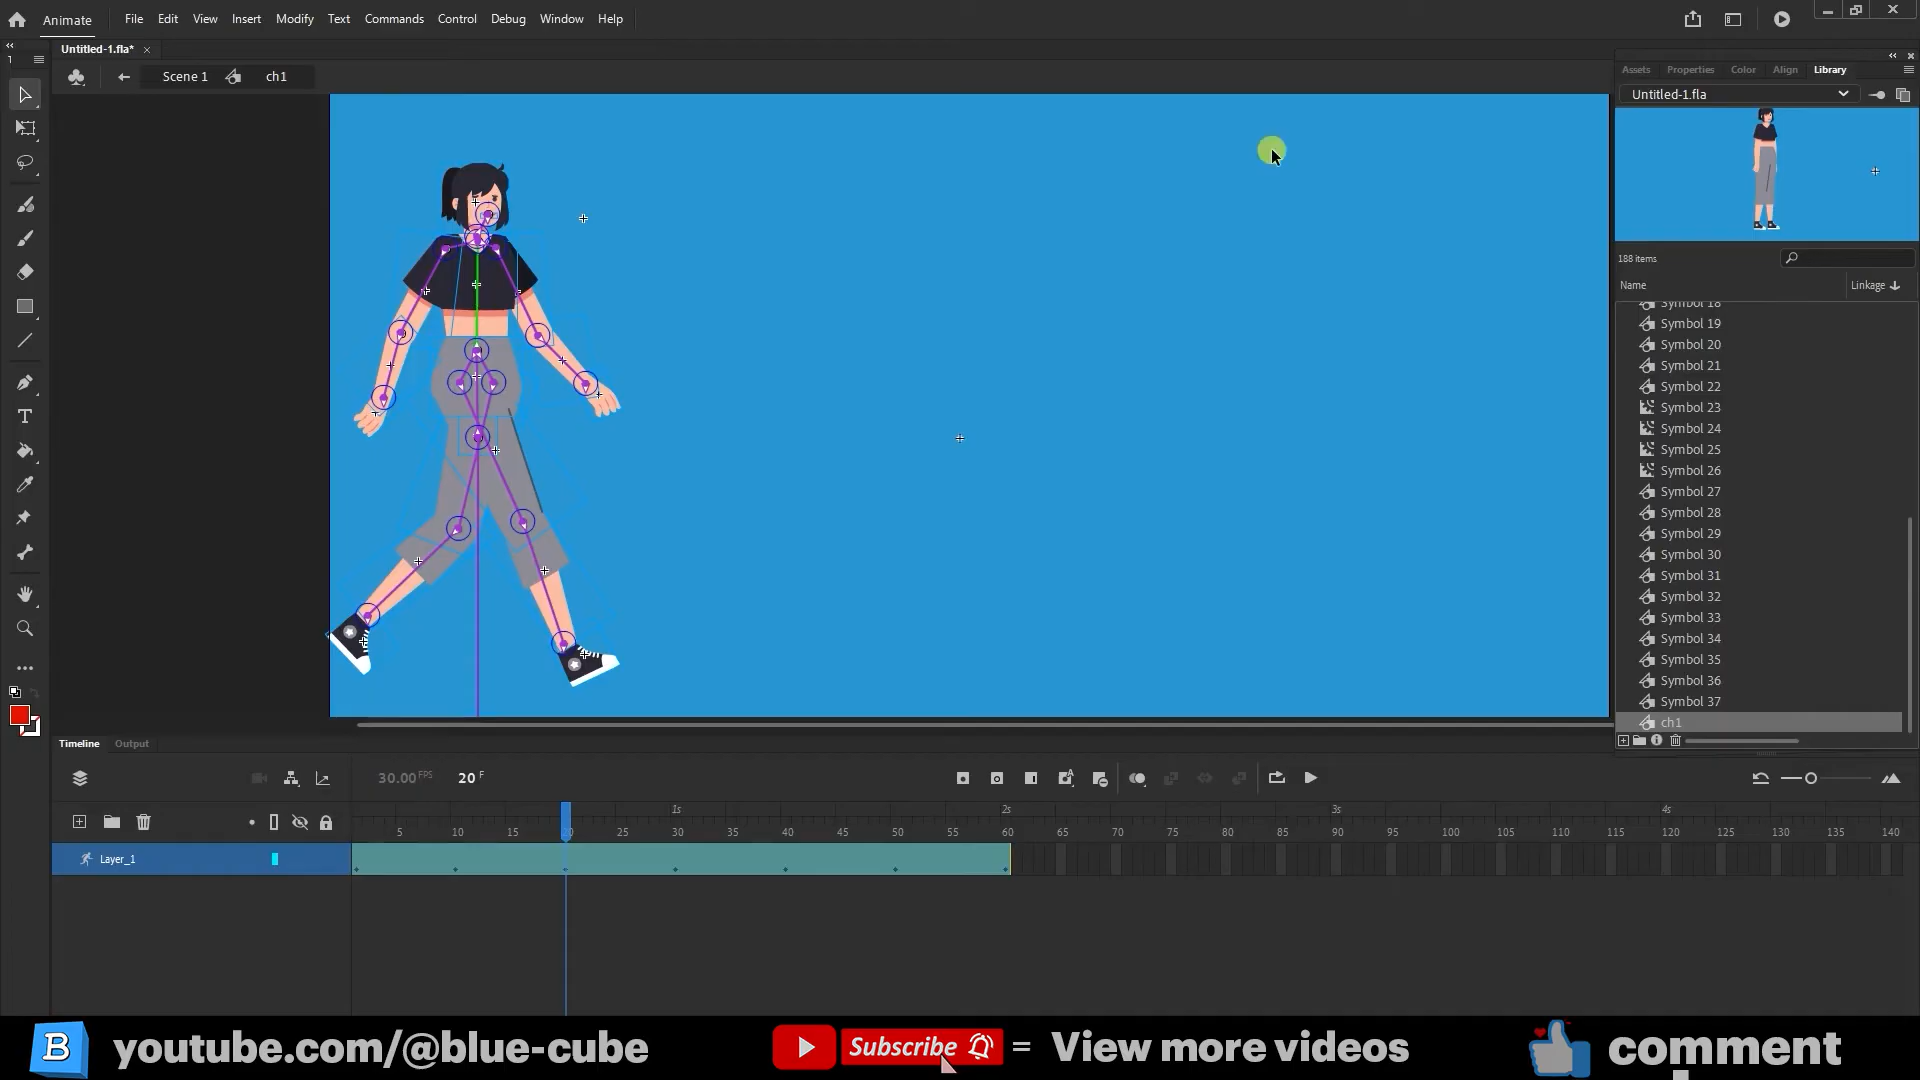 Animate File Edit View Insert Modify Text Commands Control Debug Window Help
Untitled-1.fla* ×
Scene 1 ch1
Assets Properties Color Align Library
Untitled-1.fla
188 items
Name Linkage
Symbol 18
Symbol 19
Symbol 20
Symbol 21
Symbol 22
Symbol 23
Symbol 24
Symbol 25
Symbol 26
Symbol 27
Symbol 28
Symbol 29
Symbol 30
Symbol 31
Symbol 32
Symbol 33
Symbol 34
Symbol 35
Symbol 36
Symbol 37
ch1
Timeline Output
30.00 FPS 20 F
1s 2s 3s 4s
5 10 15 20 25 30 35 40 45 50 55 60 65 70 75 80 85 90 95 100 105 110 115 120 125 130 135 140
Layer_1
B youtube.com/@blue-cube Subscribe = View more videos comment